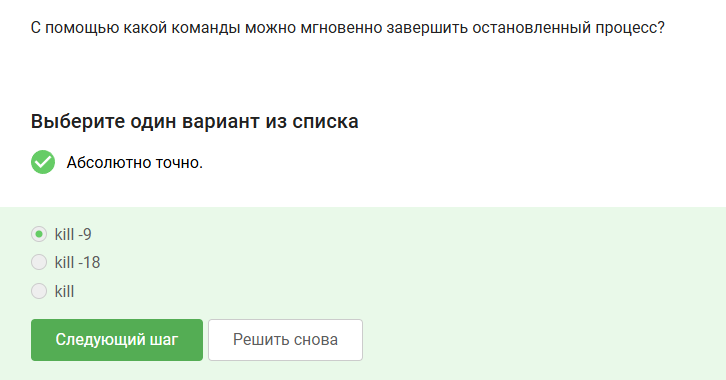 С помощью какой команды можно мгновенно завершить остановленный процесс?
Выберите один вариант из списка
Абсолютно точно.
kill -9
kill -18
kill
Следующий шаг
Решить снова